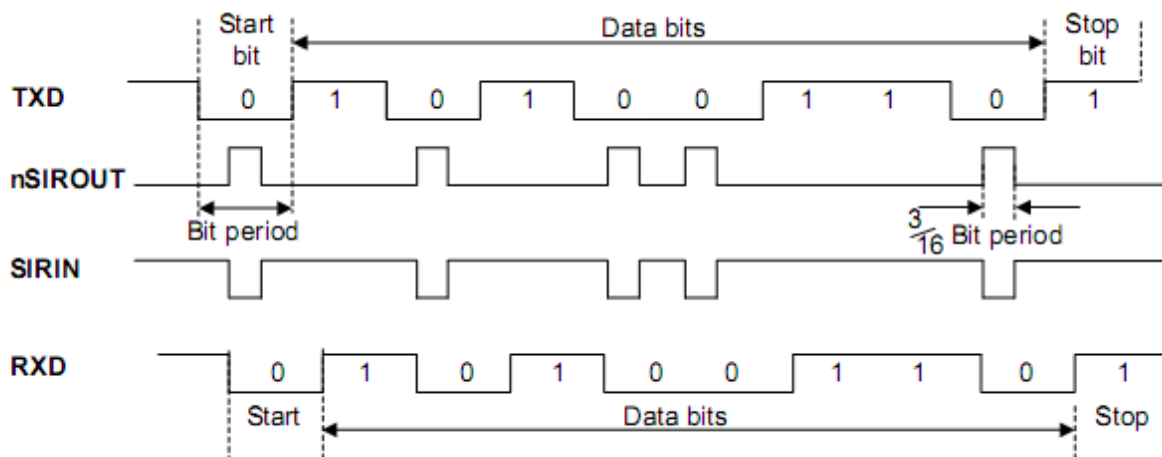 Start bit
Data bits
Stop bit
TXD
0 1 0 1 0 0 1 1 0 1
nSIROUT
Bit period
3/16 Bit period
SIRIN
RXD
0 1 0 1 0 0 1 1 0 1
Start
Data bits
Stop